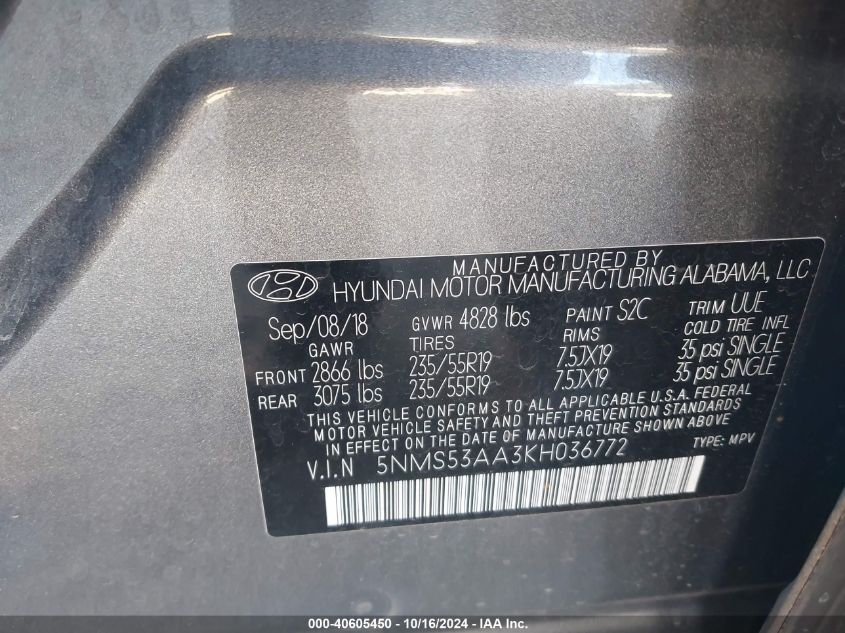 MANUFACTURED BY
HYUNDAI MOTOR MANUFACTURING ALABAMA, LLC
Sep/08/18 GVWR 4828 lbs PAINT S2C TRIM UUE
GAWR TIRES RIMS COLD TIRE INFL
FRONT 2866 lbs 235/55R19 7.5JX19 35 psi SINGLE
REAR 3075 lbs 235/55R19 7.5JX19 35 psi SINGLE
THIS VEHICLE CONFORMS TO ALL APPLICABLE U.S.A. FEDERAL
MOTOR VEHICLE SAFETY AND THEFT PREVENTION STANDARDS
IN EFFECT ON THE DATE OF MANUFACTURE SHOWN ABOVE
V.I.N 5NMS53AA3KH036772 TYPE: MPV
000-40605450 - 10/16/2024 - IAA Inc.